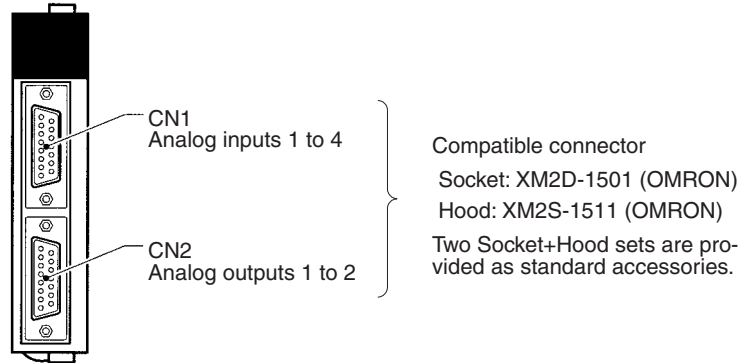 CN1
Analog inputs 1 to 4
CN2
Analog outputs 1 to 2
Compatible connector
Socket: XM2D-1501 (OMRON)
Hood: XM2S-1511 (OMRON)
Two Socket+Hood sets are pro-
vided as standard accessories.